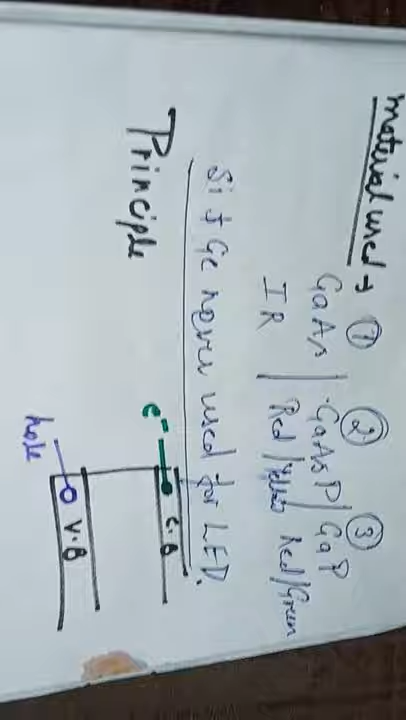 Material used → ① ② ③
GaAs | GaAsP | GaP
IR Red/Yellow Red/Green
Si & Ge never used for LED.
Principle
e⁻ C.B
hole V.B